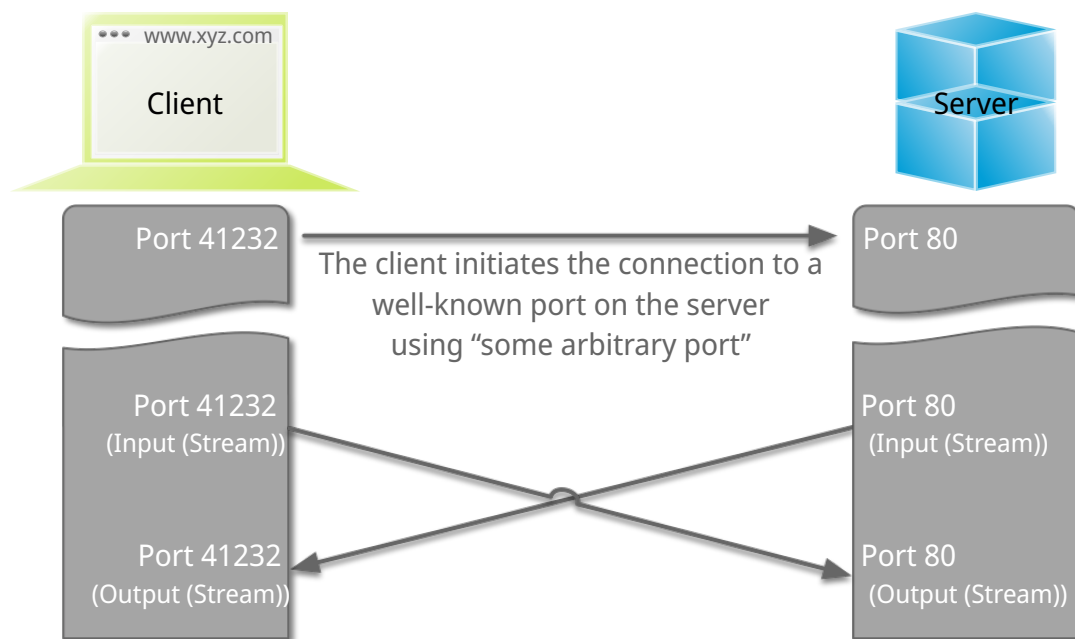 www.xyz.com
Client
Server
Port 41232
Port 80
The client initiates the connection to a
well-known port on the server
using “some arbitrary port”
Port 41232
(Input (Stream))
Port 80
(Input (Stream))
Port 41232
(Output (Stream))
Port 80
(Output (Stream))